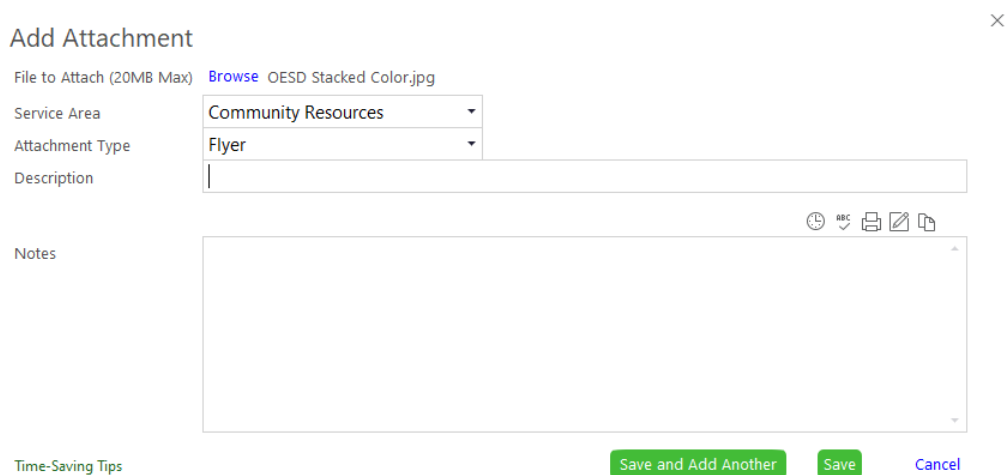 Add Attachment
File to Attach (20MB Max) Browse OESD Stacked Color.jpg
Service Area Community Resources
Attachment Type Flyer
Description
ABC
Notes
Time-Saving Tips Save and Add Another Save Cancel